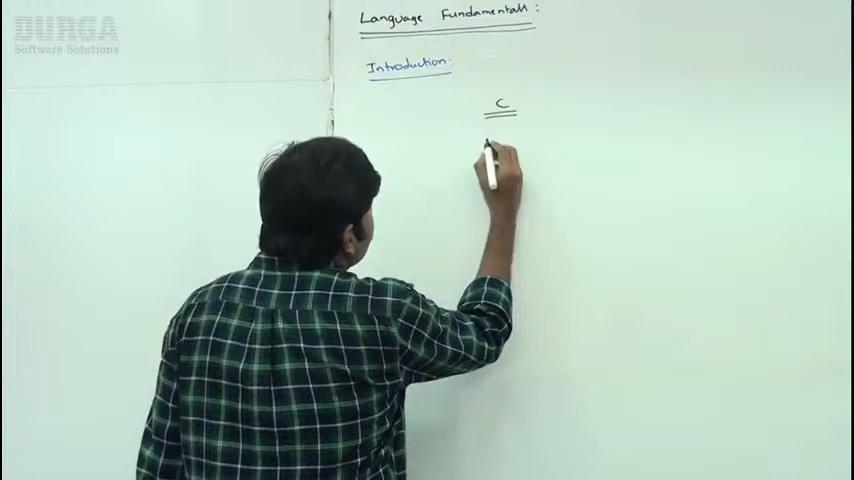 DURGA
Software Solutions
Language Fundamentals:
Introduction:
C